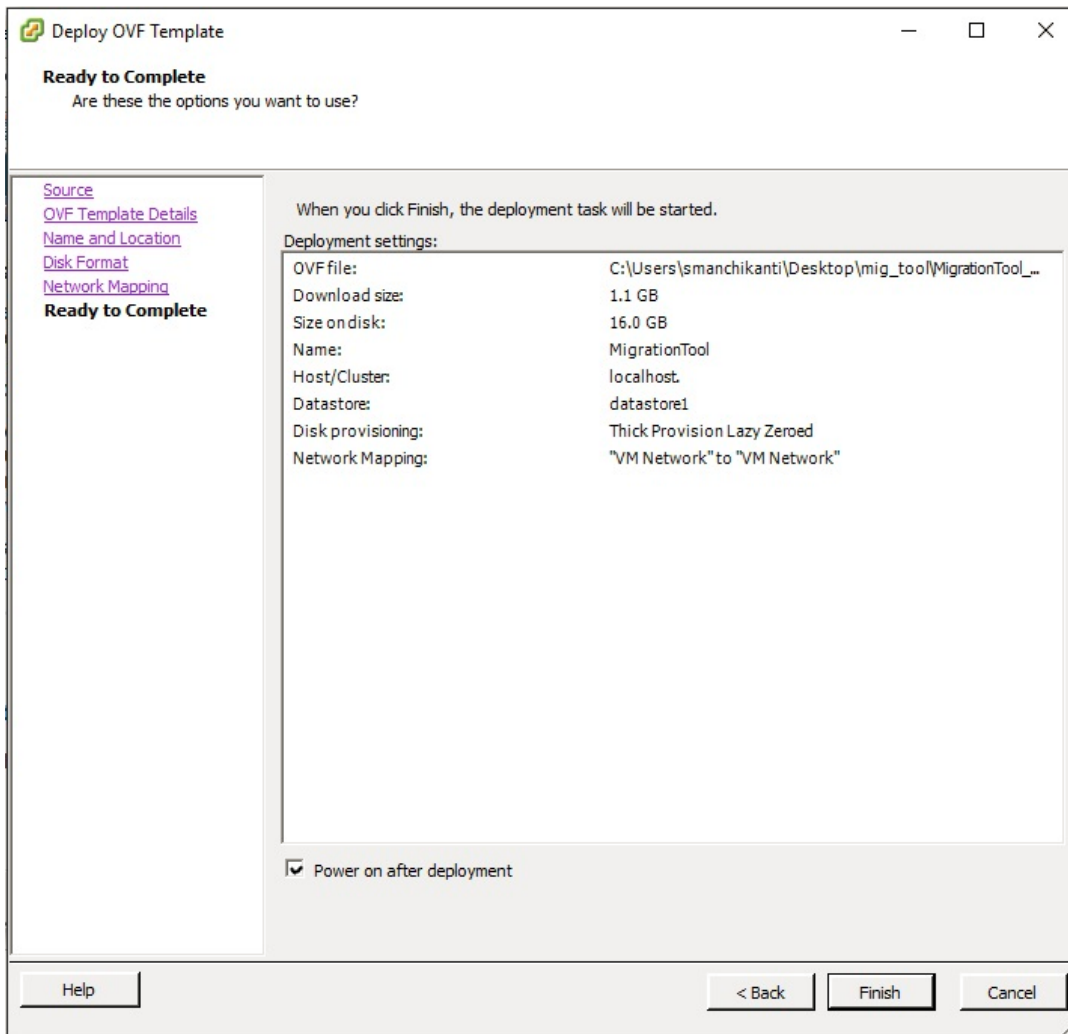 Deploy OVF Template
Ready to Complete
Are these the options you want to use?
Source
OVF Template Details
Name and Location
Disk Format
Network Mapping
Ready to Complete
When you click Finish, the deployment task will be started.
Deployment settings:
OVF file: C:\Users\smanchikanti\Desktop\mig_tool\MigrationTool_...
Download size: 1.1 GB
Size on disk: 16.0 GB
Name: MigrationTool
Host/Cluster: localhost.
Datastore: datastore1
Disk provisioning: Thick Provision Lazy Zeroed
Network Mapping: "VM Network" to "VM Network"
Power on after deployment
Help < Back Finish Cancel